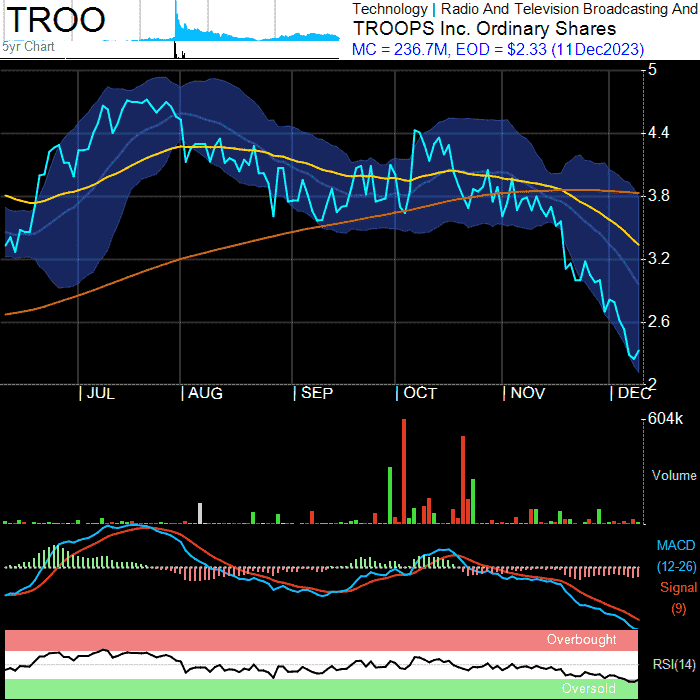 TROO
5yr Chart
Technology | Radio And Television Broadcasting And
TROOPS Inc. Ordinary Shares
MC = 236.7M, EOD = $2.33 (11Dec2023)
5
4.4
3.8
3.2
2.6
2
| JUL | AUG | SEP | OCT | NOV | DEC
604k
Volume
MACD
(12-26)
Signal
(9)
Overbought
RSI(14)
Oversold